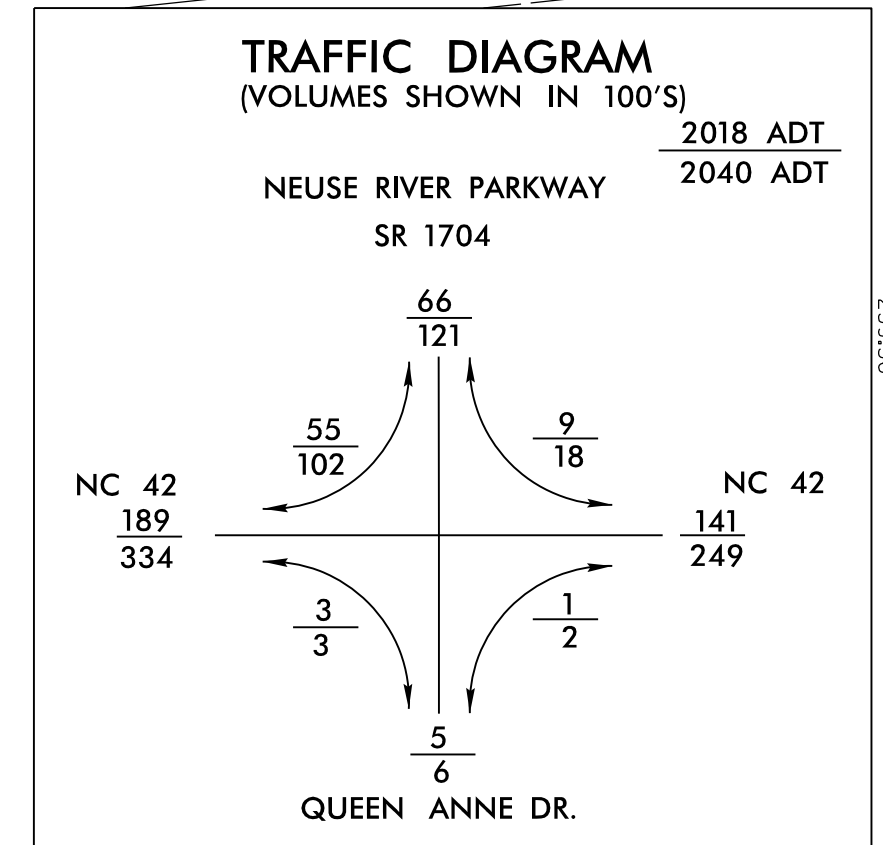 TRAFFIC DIAGRAM
(VOLUMES SHOWN IN 100'S)
2018 ADT
2040 ADT
NEUSE RIVER PARKWAY
SR 1704
66
121
55
102
9
18
NC 42
189
334
NC 42
141
249
3
3
1
2
5
6
QUEEN ANNE DR.